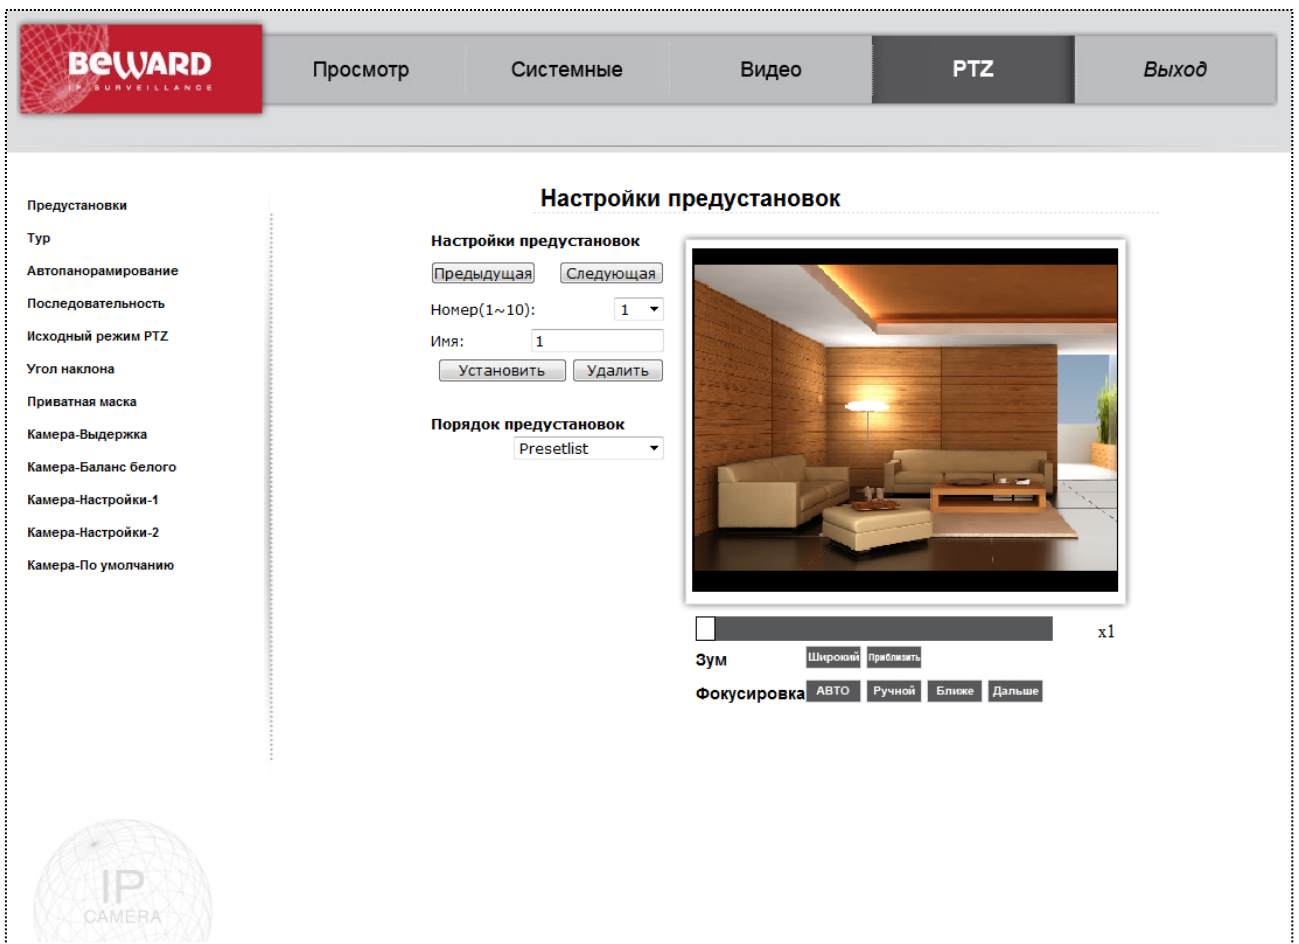 BEWARD
IP SURVEILLANCE
Просмотр
Системные
Видео
PTZ
Выход
Предустановки
Тур
Автопанорамирование
Последовательность
Исходный режим PTZ
Угол наклона
Приватная маска
Камера-Выдержка
Камера-Баланс белого
Камера-Настройки-1
Камера-Настройки-2
Камера-По умолчанию
Настройки предустановок
Настройки предустановок
Предыдущая Следующая
Номер(1~10): 1
Имя: 1
Установить Удалить
Порядок предустановок
Presetlist
x1
Зум Широкий Приблизить
Фокусировка АВТО Ручной Ближе Дальше
IP
CAMERA